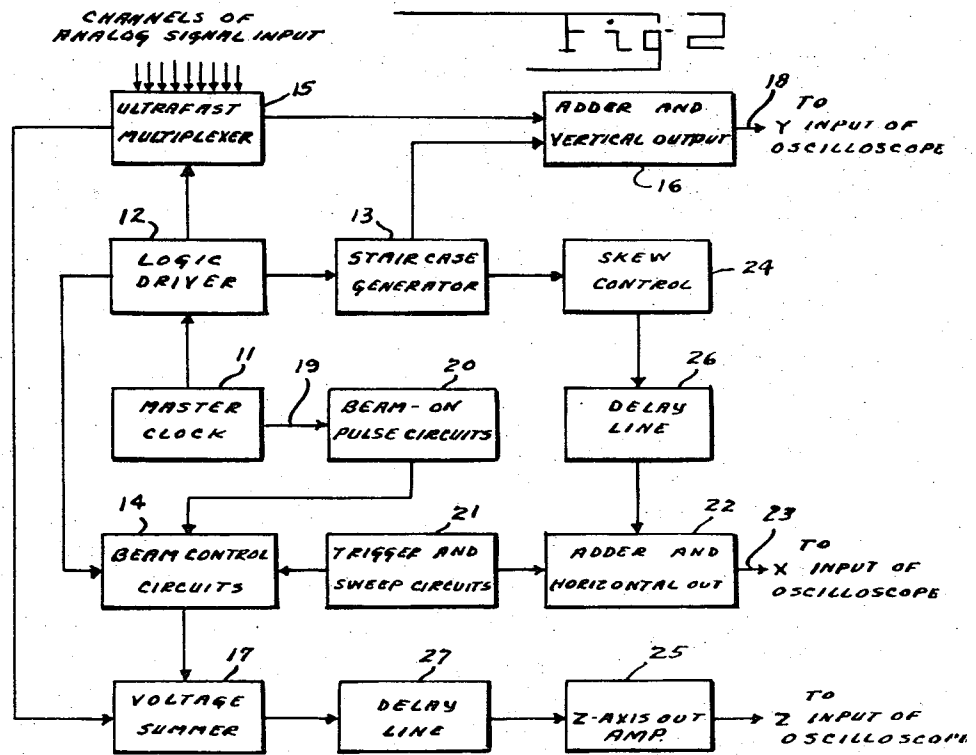 CHANNELS OF
ANALOG SIGNAL INPUT
Fig-2
15
ULTRAFAST
MULTIPLEXER
ADDER AND
VERTICAL OUTPUT
16
18
TO
Y INPUT OF
OSCILLOSCOPE
12
LOGIC
DRIVER
13
STAIRCASE
GENERATOR
SKEW
CONTROL
24
11
MASTER
CLOCK
19
20
BEAM-ON
PULSE CIRCUITS
26
DELAY
LINE
14
BEAM CONTROL
CIRCUITS
21
TRIGGER AND
SWEEP CIRCUITS
22
ADDER AND
HORIZONTAL OUT
23
TO
X INPUT OF
OSCILLOSCOPE
17
VOLTAGE
SUMMER
27
DELAY
LINE
25
Z-AXIS OUT
AMP.
TO
Z INPUT OF
OSCILLOSCOPE